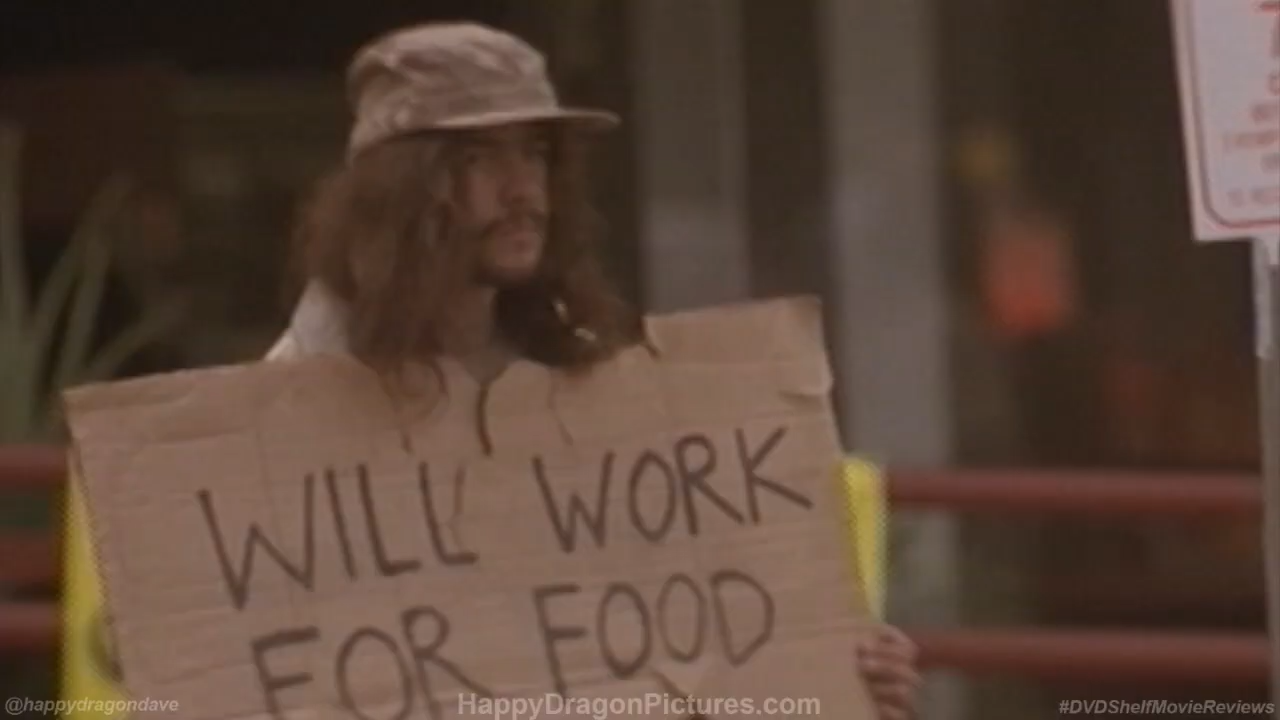 WILL WORK
FOR FOOD
@happydragondave
HappyDragonPictures.com
#DVDShelfMovieReviews